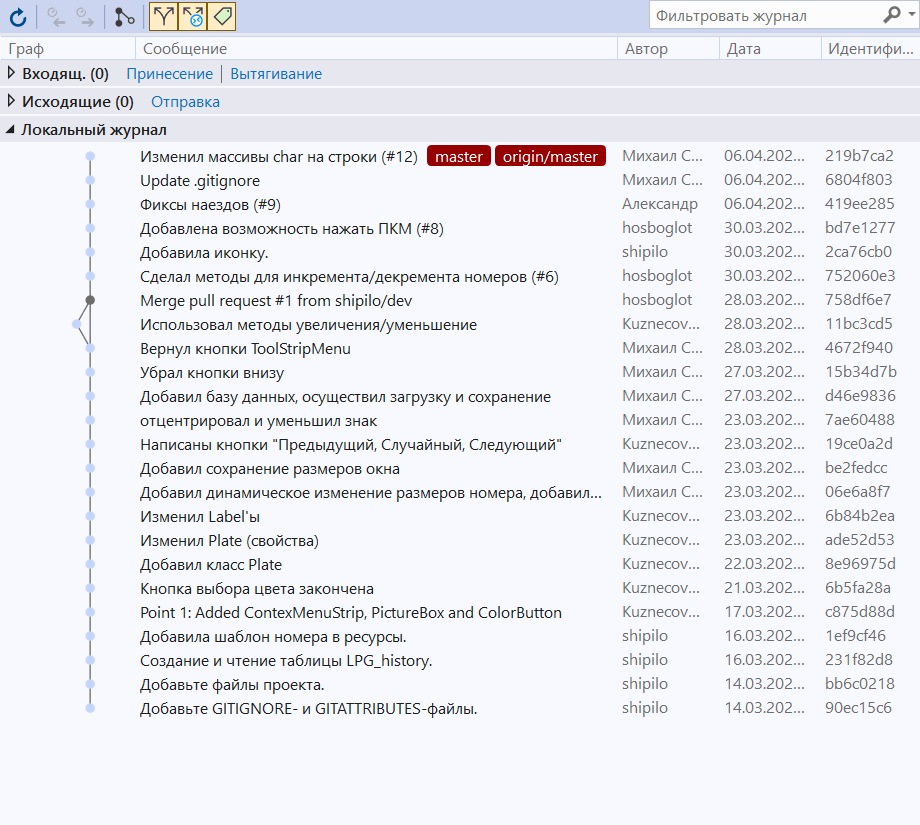 Фильтровать журнал
Граф Сообщение Автор Дата Идентифи...
Входящ. (0) Принесение Вытягивание
Исходящие (0) Отправка
Локальный журнал
Изменил массивы char на строки (#12) master origin/master Михаил С... 06.04.202... 219b7ca2
Update .gitignore Михаил С... 06.04.202... 6804f803
Фиксы наездов (#9) Александр 06.04.202... 419ee285
Добавлена возможность нажать ПКМ (#8) hosboglot 30.03.202... bd7e1277
Добавила иконку. shipilo 30.03.202... 2ca76cb0
Сделал методы для инкремента/декремента номеров (#6) hosboglot 30.03.202... 752060e3
Merge pull request #1 from shipilo/dev hosboglot 28.03.202... 758df6e7
Использовал методы увеличения/уменьшение Kuznecov... 28.03.202... 11bc3cd5
Вернул кнопки ToolStripMenu Михаил С... 28.03.202... 4672f940
Убрал кнопки внизу Михаил С... 27.03.202... 15b34d7b
Добавил базу данных, осуществил загрузку и сохранение Михаил С... 27.03.202... d46e9836
отцентрировал и уменьшил знак Михаил С... 23.03.202... 7ae60488
Написаны кнопки "Предыдущий, Случайный, Следующий" Kuznecov... 23.03.202... 19ce0a2d
Добавил сохранение размеров окна Михаил С... 23.03.202... be2fedcc
Добавил динамическое изменение размеров номера, добавил... Михаил С... 23.03.202... 06e6a8f7
Изменил Label'ы Kuznecov... 23.03.202... 6b84b2ea
Изменил Plate (свойства) Kuznecov... 23.03.202... ade52d53
Добавил класс Plate Kuznecov... 22.03.202... 8e96975d
Кнопка выбора цвета закончена Kuznecov... 21.03.202... 6b5fa28a
Point 1: Added ContexMenuStrip, PictureBox and ColorButton Kuznecov... 17.03.202... c875d88d
Добавила шаблон номера в ресурсы. shipilo 16.03.202... 1ef9cf46
Создание и чтение таблицы LPG_history. shipilo 16.03.202... 231f82d8
Добавьте файлы проекта. shipilo 14.03.202... bb6c0218
Добавьте GITIGNORE- и GITATTRIBUTES-файлы. shipilo 14.03.202... 90ec15c6